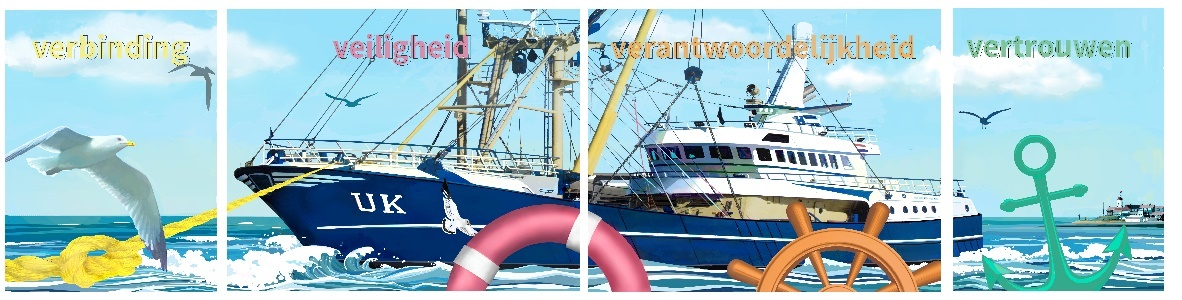 verbinding
veiligheid
verantwoordelijkheid
vertrouwen
UK